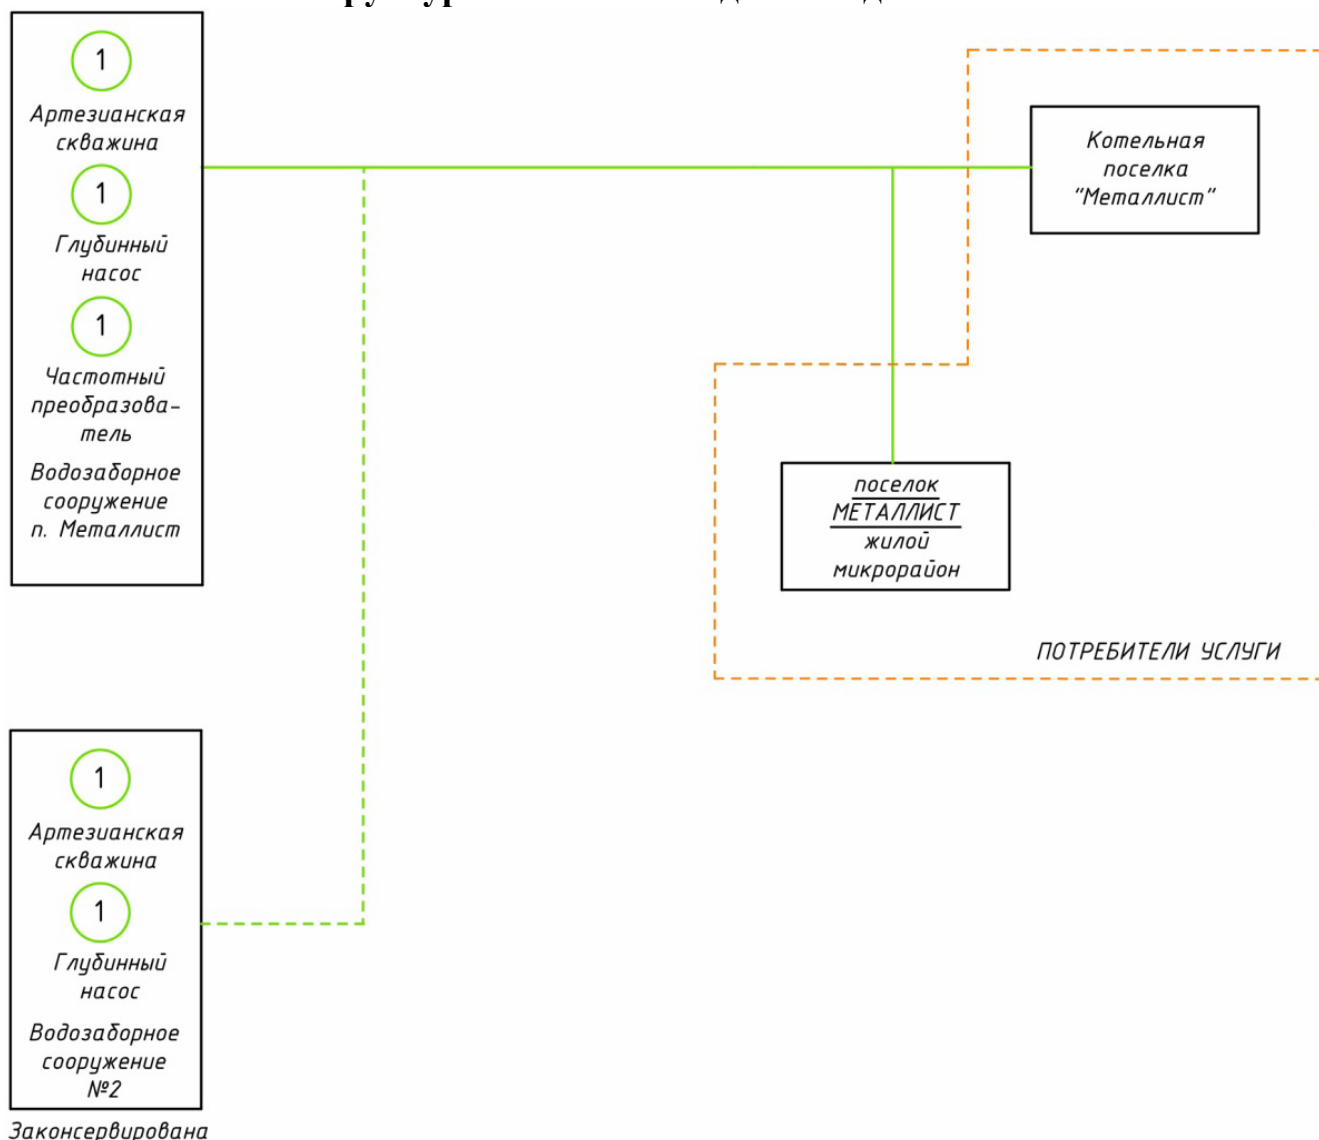 1
Артезианская
скважина
1
Глубинный
насос
1
Частотный
преобразова-
тель
Водозаборное
сооружение
п. Металлист
Котельная
поселка
"Металлист"
поселок
МЕТАЛЛИСТ
жилой
микрорайон
ПОТРЕБИТЕЛИ УСЛУГИ
1
Артезианская
скважина
1
Глубинный
насос
Водозаборное
сооружение
№2
Законсервирована